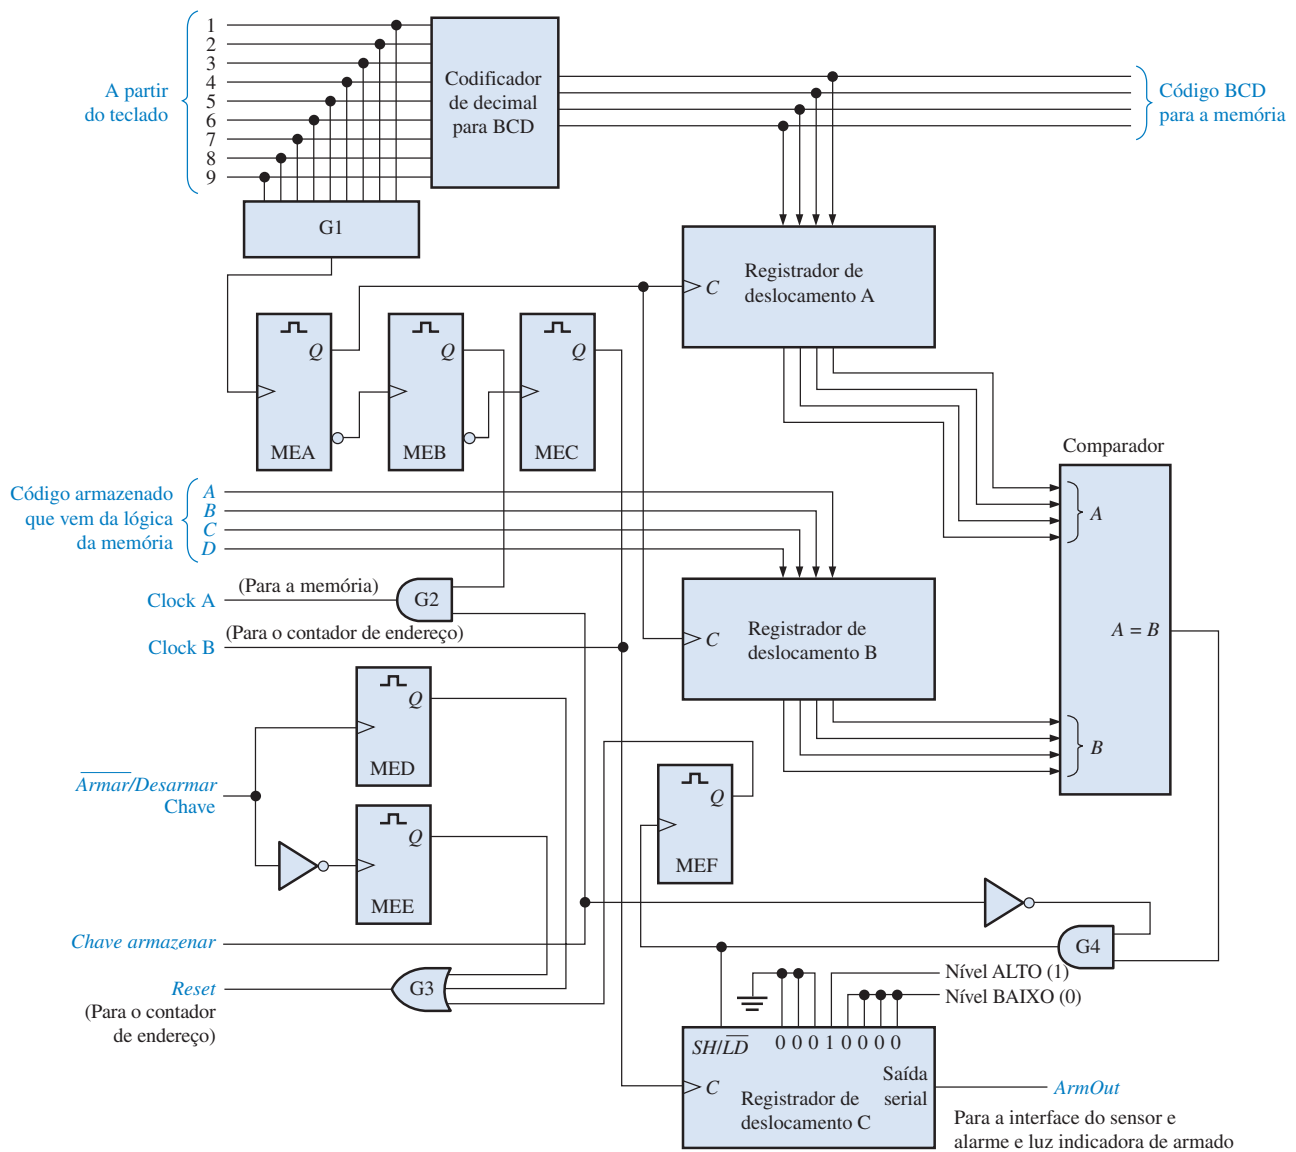 A partir
do teclado
1
2
3
4
5
6
7
8
9
Codificador
de decimal
para BCD
Código BCD
para a memória
G1
C
Registrador de
deslocamento A
Q
MEA
Q
MEB
Q
MEC
Comparador
A
Código armazenado
que vem da lógica
da memória
A
B
C
D
Clock A
(Para a memória)
G2
Clock B
(Para o contador de endereço)
C
Registrador de
deslocamento B
A = B
B
Q
MED
Armar/Desarmar
Chave
Q
MEE
Q
MEF
Chave armazenar
G4
Reset
(Para o contador
de endereço)
G3
Nível ALTO (1)
Nível BAIXO (0)
SH/LD
0 0 0 1 0 0 0 0
C
Registrador de
deslocamento C
Saída
serial
ArmOut
Para a interface do sensor e
alarme e luz indicadora de armado